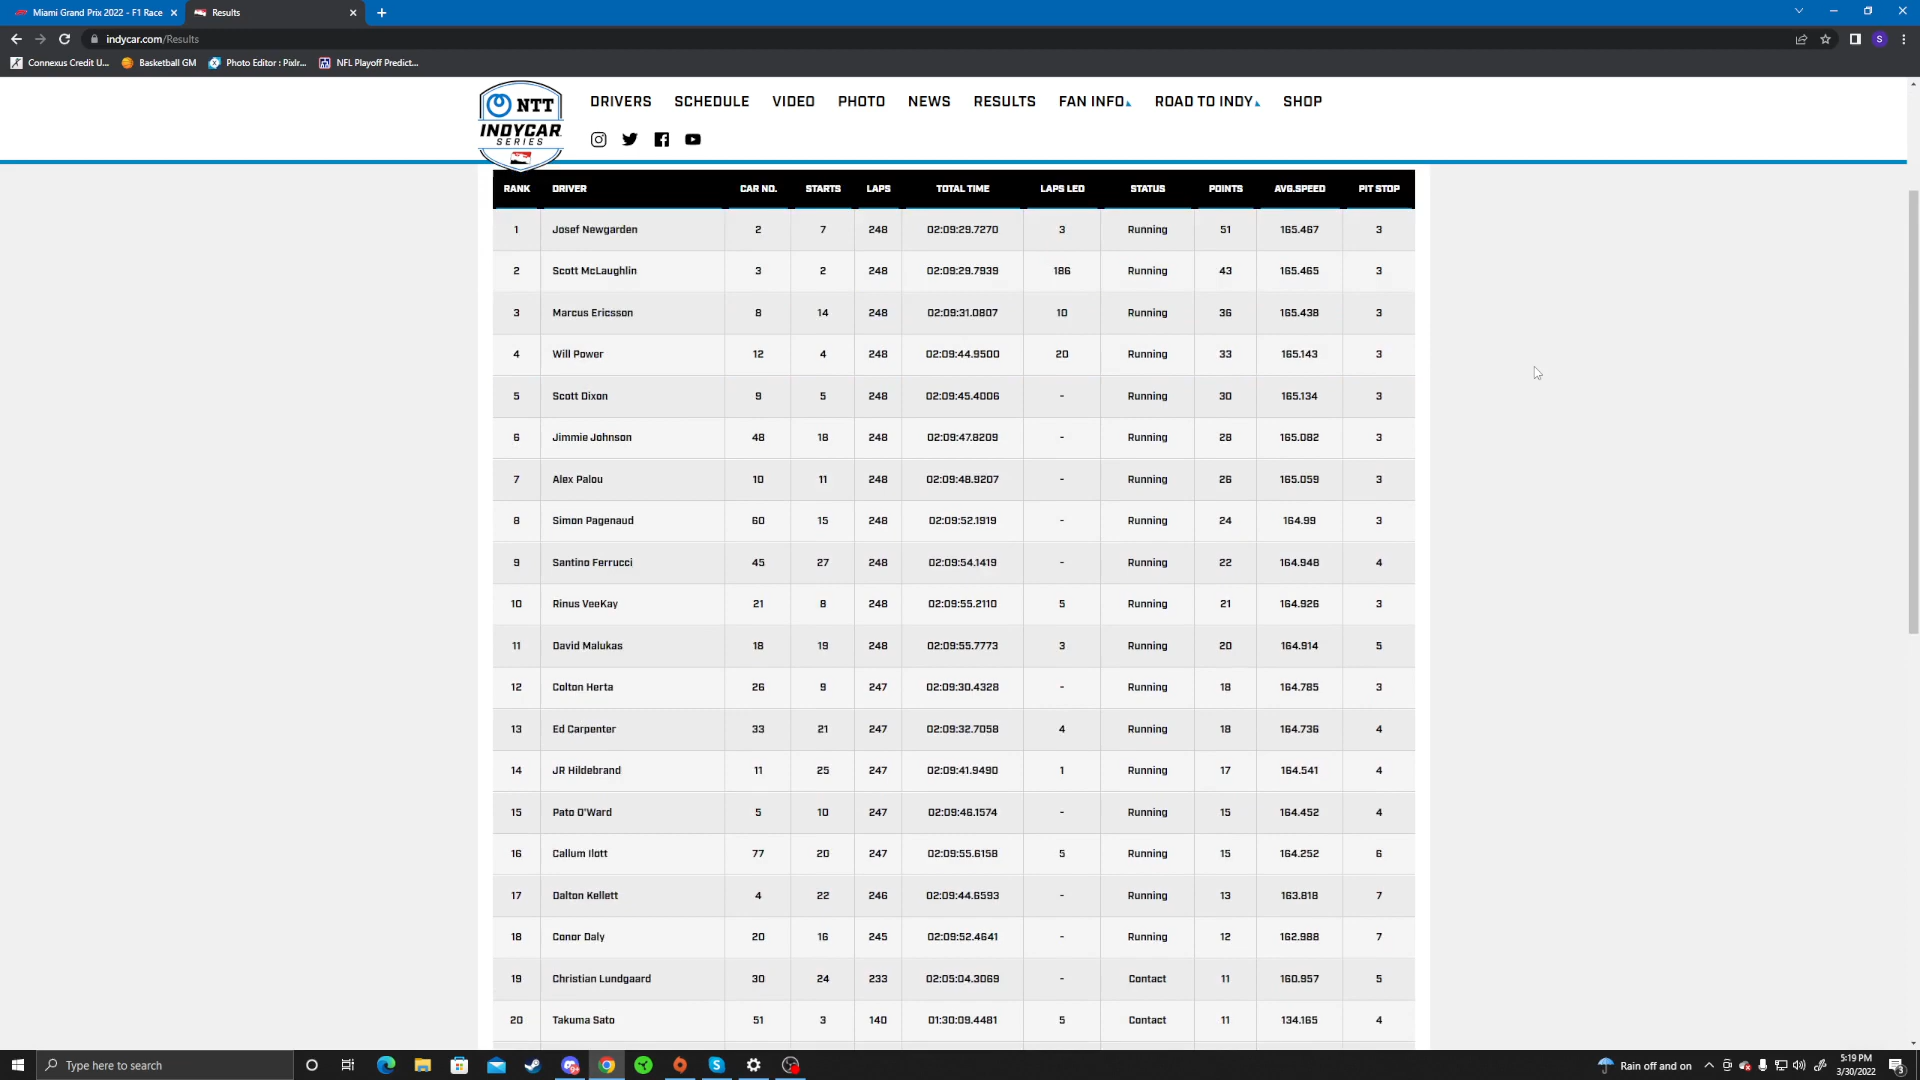 Miami Grand Prix 2022 - F1 Race
Results
indycar.com/Results
Connexus Credit U...
Basketball GM
Photo Editor : Pixlr...
NFL Playoff Predict...
NTT
INDYCAR
SERIES
DRIVERS SCHEDULE VIDEO PHOTO NEWS RESULTS FAN INFO ROAD TO INDY SHOP
RANK DRIVER CAR NO. STARTS LAPS TOTAL TIME LAPS LED STATUS POINTS AVG.SPEED PIT STOP
1 Josef Newgarden 2 7 248 02:09:29.7270 3 Running 51 165.467 3
2 Scott McLaughlin 3 2 248 02:09:29.7939 186 Running 43 165.465 3
3 Marcus Ericsson 8 14 248 02:09:31.0807 10 Running 36 165.438 3
4 Will Power 12 4 248 02:09:44.9500 20 Running 33 165.143 3
5 Scott Dixon 9 5 248 02:09:45.4006 - Running 30 165.134 3
6 Jimmie Johnson 48 18 248 02:09:47.8209 - Running 28 165.082 3
7 Alex Palou 10 11 248 02:09:48.9207 - Running 26 165.059 3
8 Simon Pagenaud 60 15 248 02:09:52.1919 - Running 24 164.99 3
9 Santino Ferrucci 45 27 248 02:09:54.1419 - Running 22 164.948 4
10 Rinus VeeKay 21 8 248 02:09:55.2110 5 Running 21 164.926 3
11 David Malukas 18 19 248 02:09:55.7773 3 Running 20 164.914 5
12 Colton Herta 26 9 247 02:09:30.4328 - Running 18 164.785 3
13 Ed Carpenter 33 21 247 02:09:32.7058 4 Running 18 164.736 4
14 JR Hildebrand 11 25 247 02:09:41.9490 1 Running 17 164.541 4
15 Pato O'Ward 5 10 247 02:09:46.1574 - Running 15 164.452 4
16 Callum Ilott 77 20 247 02:09:55.6158 5 Running 15 164.252 6
17 Dalton Kellett 4 22 246 02:09:44.6593 - Running 13 163.818 7
18 Conor Daly 20 16 245 02:09:52.4641 - Running 12 162.988 7
19 Christian Lundgaard 30 24 233 02:05:04.3069 - Contact 11 160.957 5
20 Takuma Sato 51 3 140 01:30:09.4481 5 Contact 11 134.165 4
Type here to search
Rain off and on
5:19 PM
3/30/2022